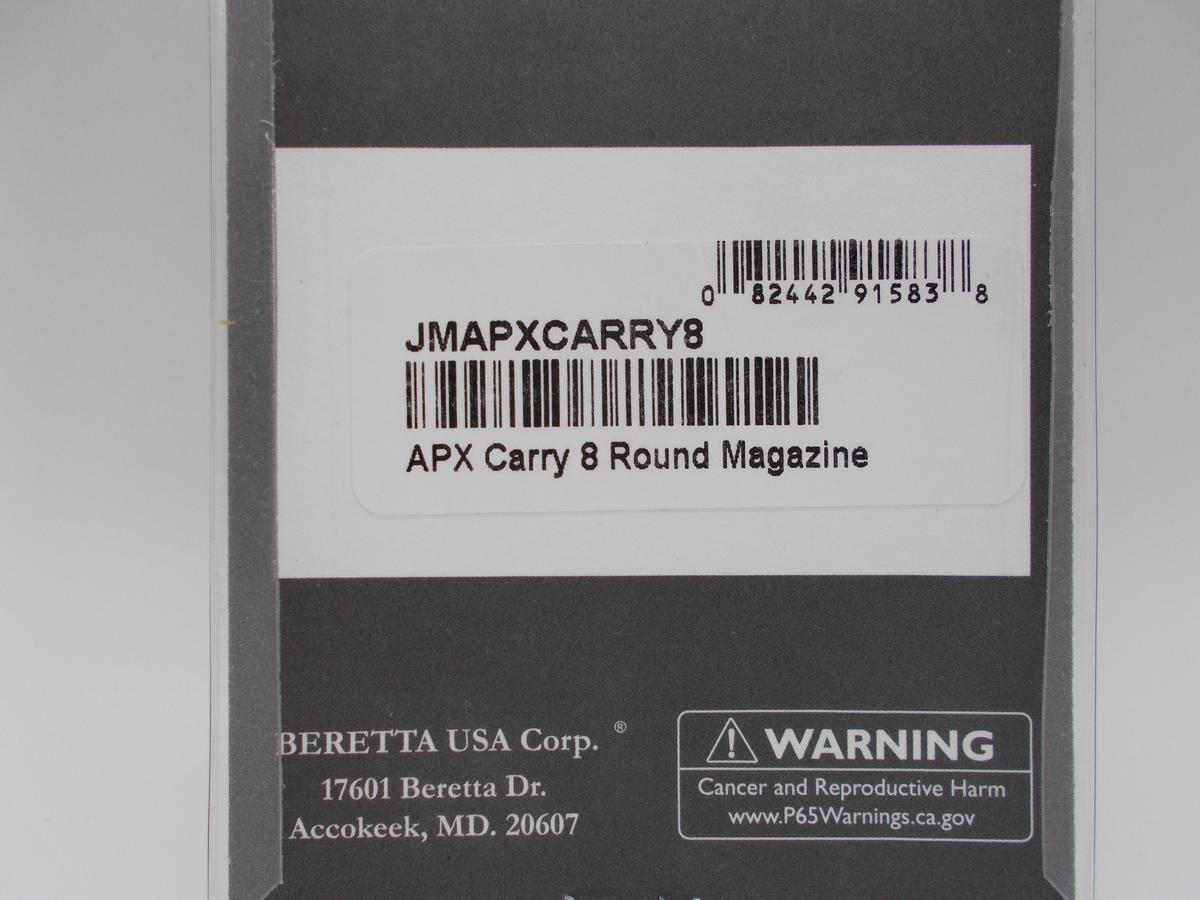 0 82442 91583 8
JMAPXCARRY8
APX Carry 8 Round Magazine
BERETTA USA Corp. ®
17601 Beretta Dr.
Accokeek, MD. 20607
WARNING
Cancer and Reproductive Harm
www.P65Warnings.ca.gov